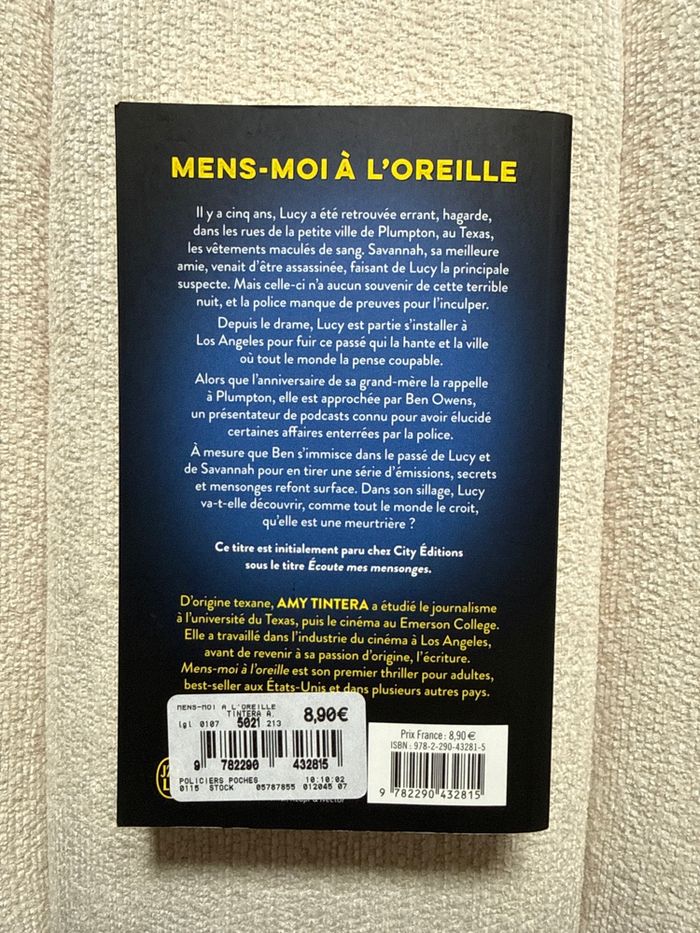 MENS-MOI À L'OREILLE
Il y a cinq ans, Lucy a été retrouvée errant, hagarde,
dans les rues de la petite ville de Plumpton, au Texas,
les vêtements maculés de sang. Savannah, sa meilleure
amie, venait d'être assassinée, faisant de Lucy la principale
suspecte. Mais celle-ci n'a aucun souvenir de cette terrible
nuit, et la police manque de preuves pour l'inculper.
Depuis le drame, Lucy est partie s'installer à
Los Angeles pour fuir ce passé qui la hante et la ville
où tout le monde la pense coupable.
Alors que l'anniversaire de sa grand-mère la rappelle
à Plumpton, elle est approchée par Ben Owens,
un présentateur de podcasts connu pour avoir élucidé
certaines affaires enterrées par la police.
À mesure que Ben s'immisce dans le passé de Lucy et
de Savannah pour en tirer une série d'émissions, secrets
et mensonges refont surface. Dans son sillage, Lucy
va-t-elle découvrir, comme tout le monde le croit,
qu'elle est une meurtrière ?
Ce titre est initialement paru chez City Éditions
sous le titre Écoute mes mensonges.
D'origine texane, AMY TINTERA a étudié le journalisme
à l'université du Texas, puis le cinéma au Emerson College.
Elle a travaillé dans l'industrie du cinéma à Los Angeles,
avant de revenir à sa passion d'origine, l'écriture.
Mens-moi à l'oreille est son premier thriller pour adultes,
best-seller aux États-Unis et dans plusieurs autres pays.
MENS-MOI A L'OREILLE
TINTERA A.
lgl 0107 5021 213
8,90€
9 782290 432815
POLICIERS POCHES 10:10:02
0115 STOCK 05787855 012045 07
Prix France : 8,90 €
ISBN : 978-2-290-43281-5
9 782290 432815